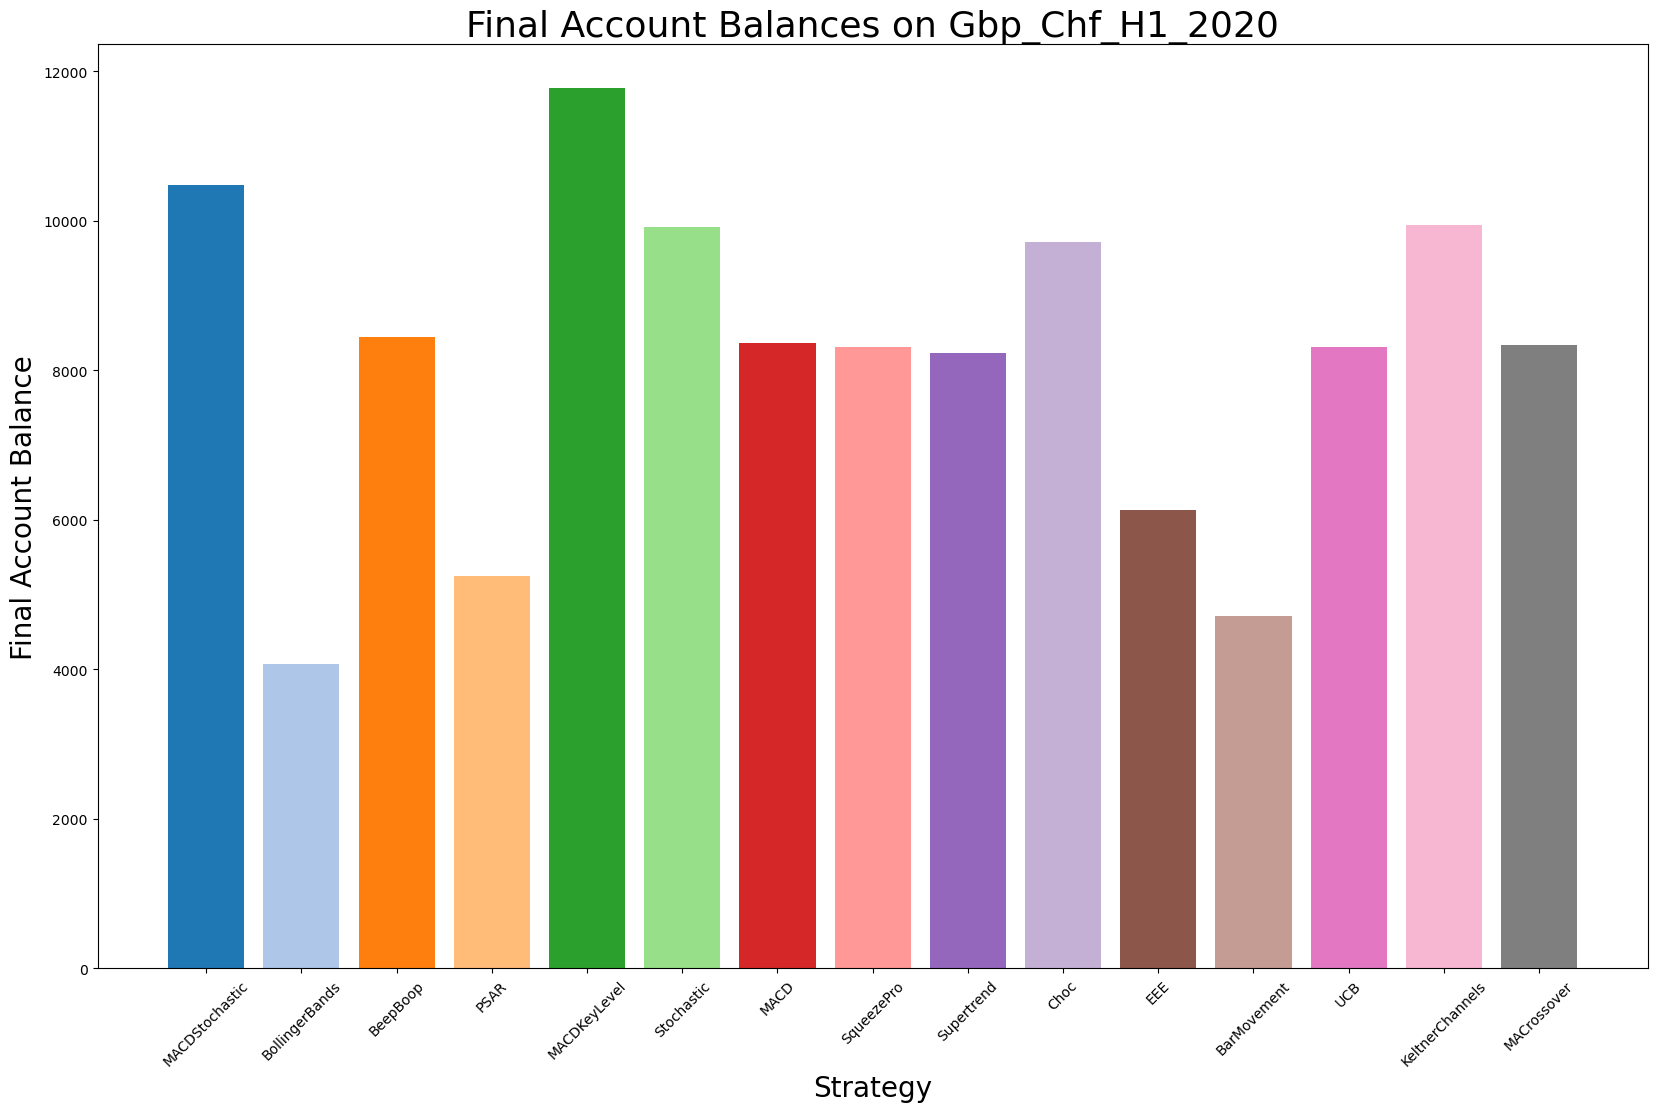 Final Account Balances on Gbp_Chf_H1_2020
Final Account Balance
12000
10000
8000
6000
4000
2000
0
MACDStochastic
BollingerBands
BeepBoop
PSAR
MACDKeyLevel
Stochastic
MACD
SqueezePro
Supertrend
Choc
EEE
BarMovement
UCB
KeltnerChannels
MACrossover
Strategy